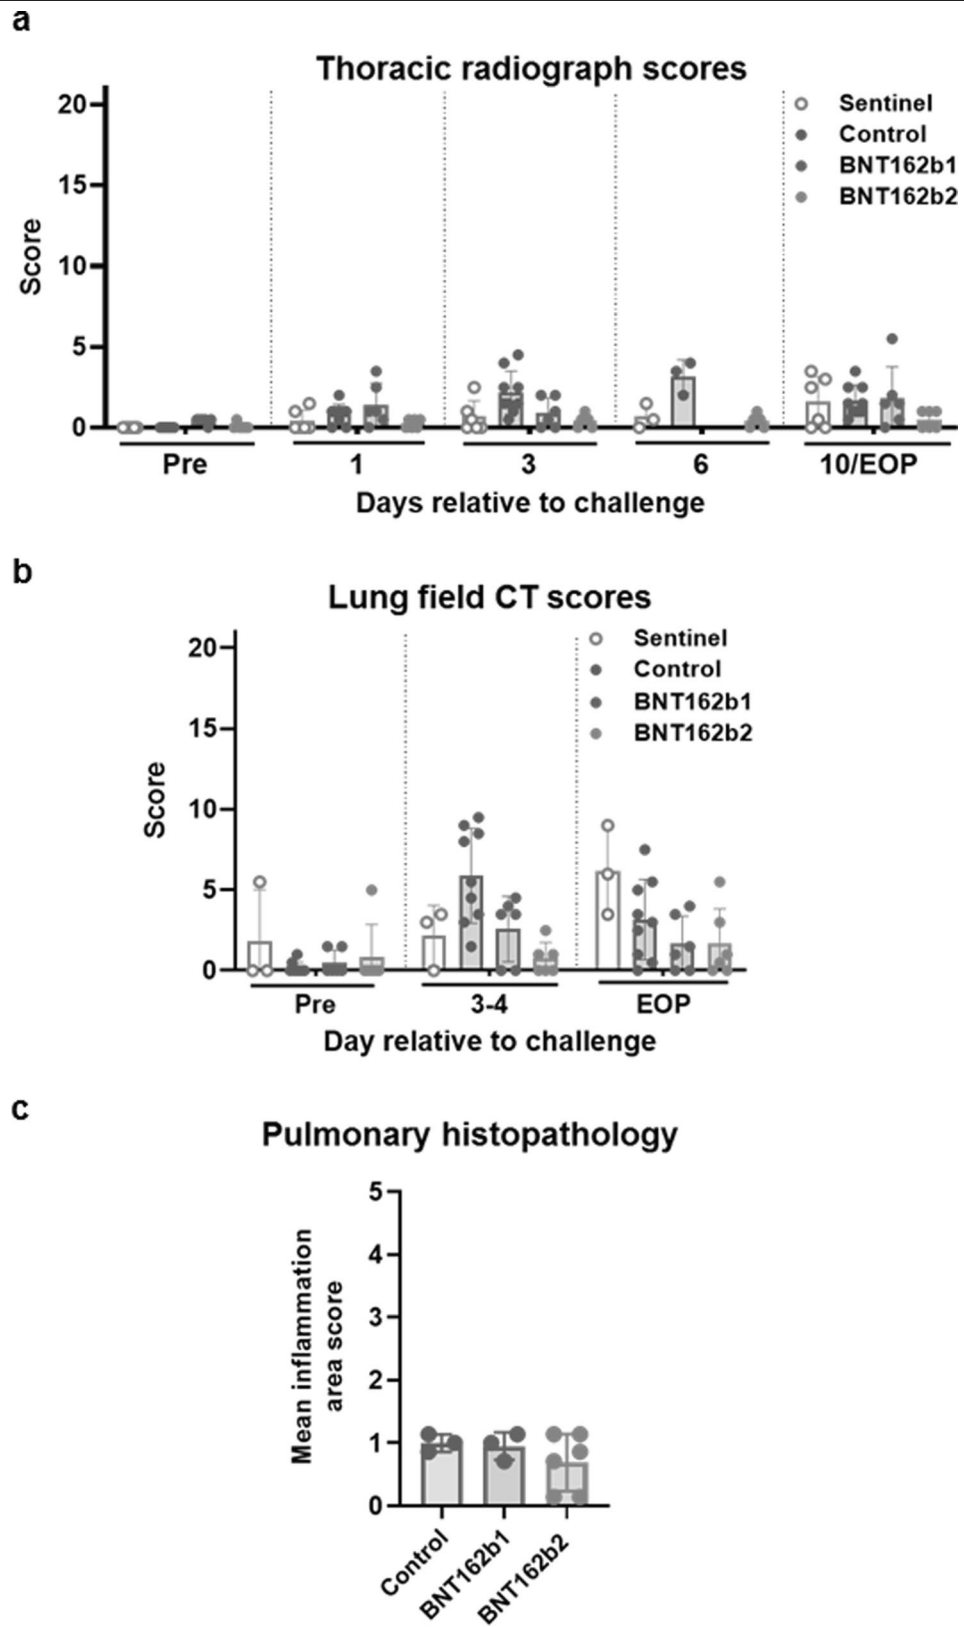 a
Thoracic radiograph scores
Sentinel
Control
BNT162b1
BNT162b2
Score
20
15
10
5
0
Pre
1
3
6
10/EOP
Days relative to challenge
b
Lung field CT scores
Sentinel
Control
BNT162b1
BNT162b2
Score
20
15
10
5
0
Pre
3-4
EOP
Day relative to challenge
c
Pulmonary histopathology
Mean inflammation
area score
5
4
3
2
1
0
Control
BNT162b1
BNT162b2